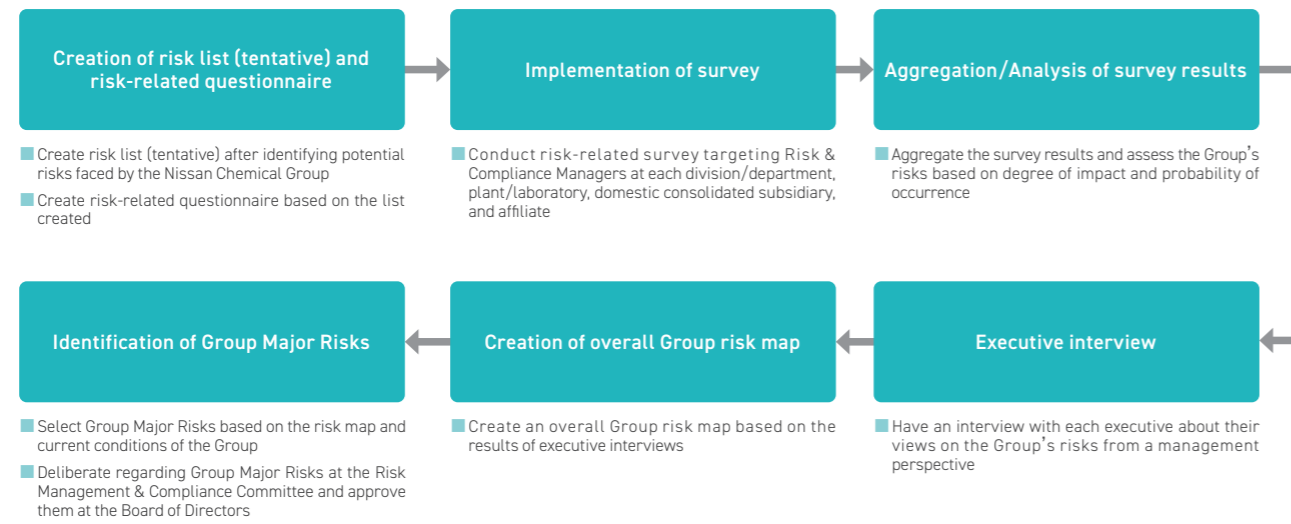 Creation of risk list (tentative) and
risk-related questionnaire
Create risk list (tentative) after identifying potential
risks faced by the Nissan Chemical Group
Create risk-related questionnaire based on the list
created
Implementation of survey
Conduct risk-related survey targeting Risk &
Compliance Managers at each division/department,
plant/laboratory, domestic consolidated subsidiary,
and affiliate
Aggregation/Analysis of survey results
Aggregate the survey results and assess the Group’s
risks based on degree of impact and probability of
occurrence
Executive interview
Have an interview with each executive about their
views on the Group’s risks from a management
perspective
Creation of overall Group risk map
Create an overall Group risk map based on the
results of executive interviews
Identification of Group Major Risks
Select Group Major Risks based on the risk map and
current conditions of the Group
Deliberate regarding Group Major Risks at the Risk
Management & Compliance Committee and approve
them at the Board of Directors